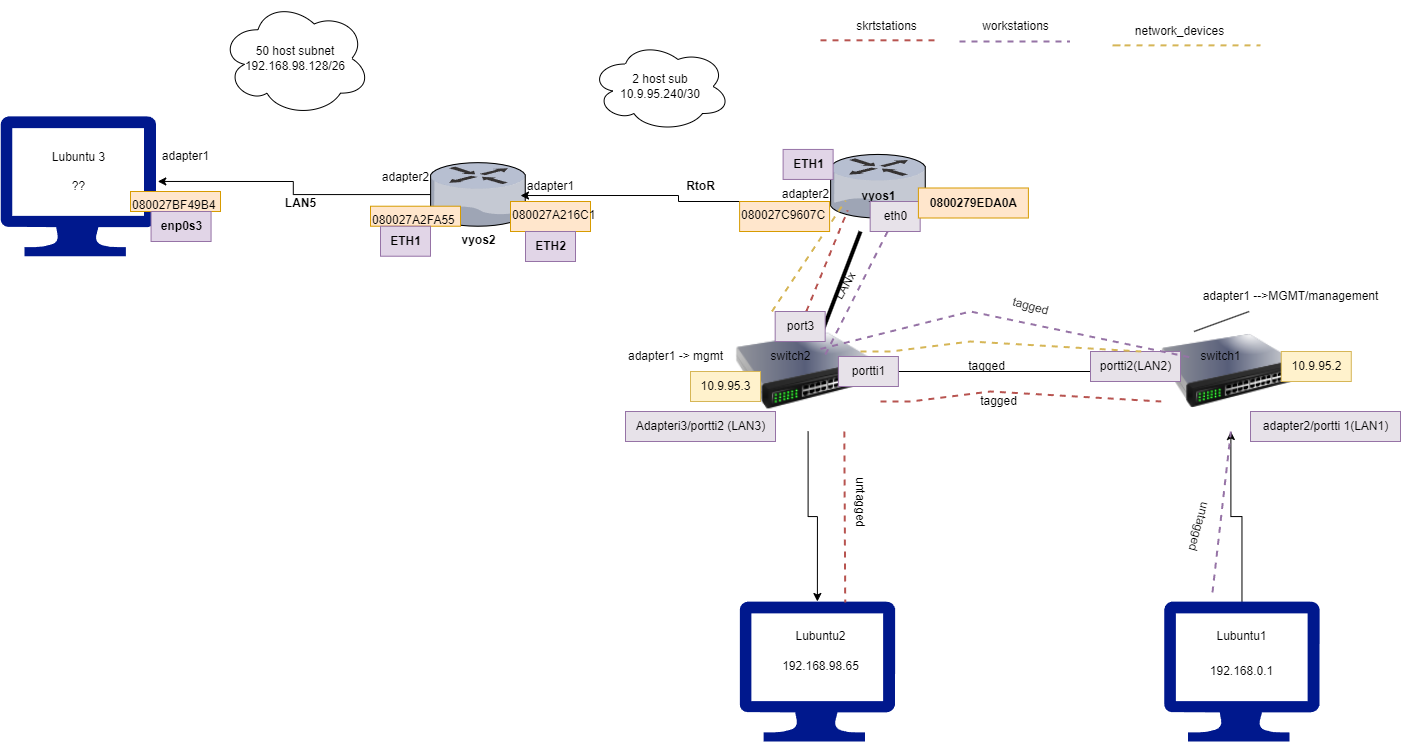 skrtstations
workstations
network_devices
50 host subnet
192.168.98.128/26
2 host sub
10.9.95.240/30
Lubuntu 3
??
adapter1
080027BF49B4
enp0s3
LAN5
adapter2
080027A2FA55
ETH1
vyos2
adapter1
080027A216C1
ETH2
RtoR
ETH1
adapter2
080027C9607C
vyos1
eth0
0800279EDA0A
LANx
port3
switch2
adapter1 -> mgmt
10.9.95.3
portti1
Adapteri3/portti2 (LAN3)
tagged
tagged
tagged
adapter1 -->MGMT/management
portti2(LAN2)
switch1
10.9.95.2
adapter2/portti 1(LAN1)
untagged
untagged
Lubuntu2
192.168.98.65
Lubuntu1
192.168.0.1